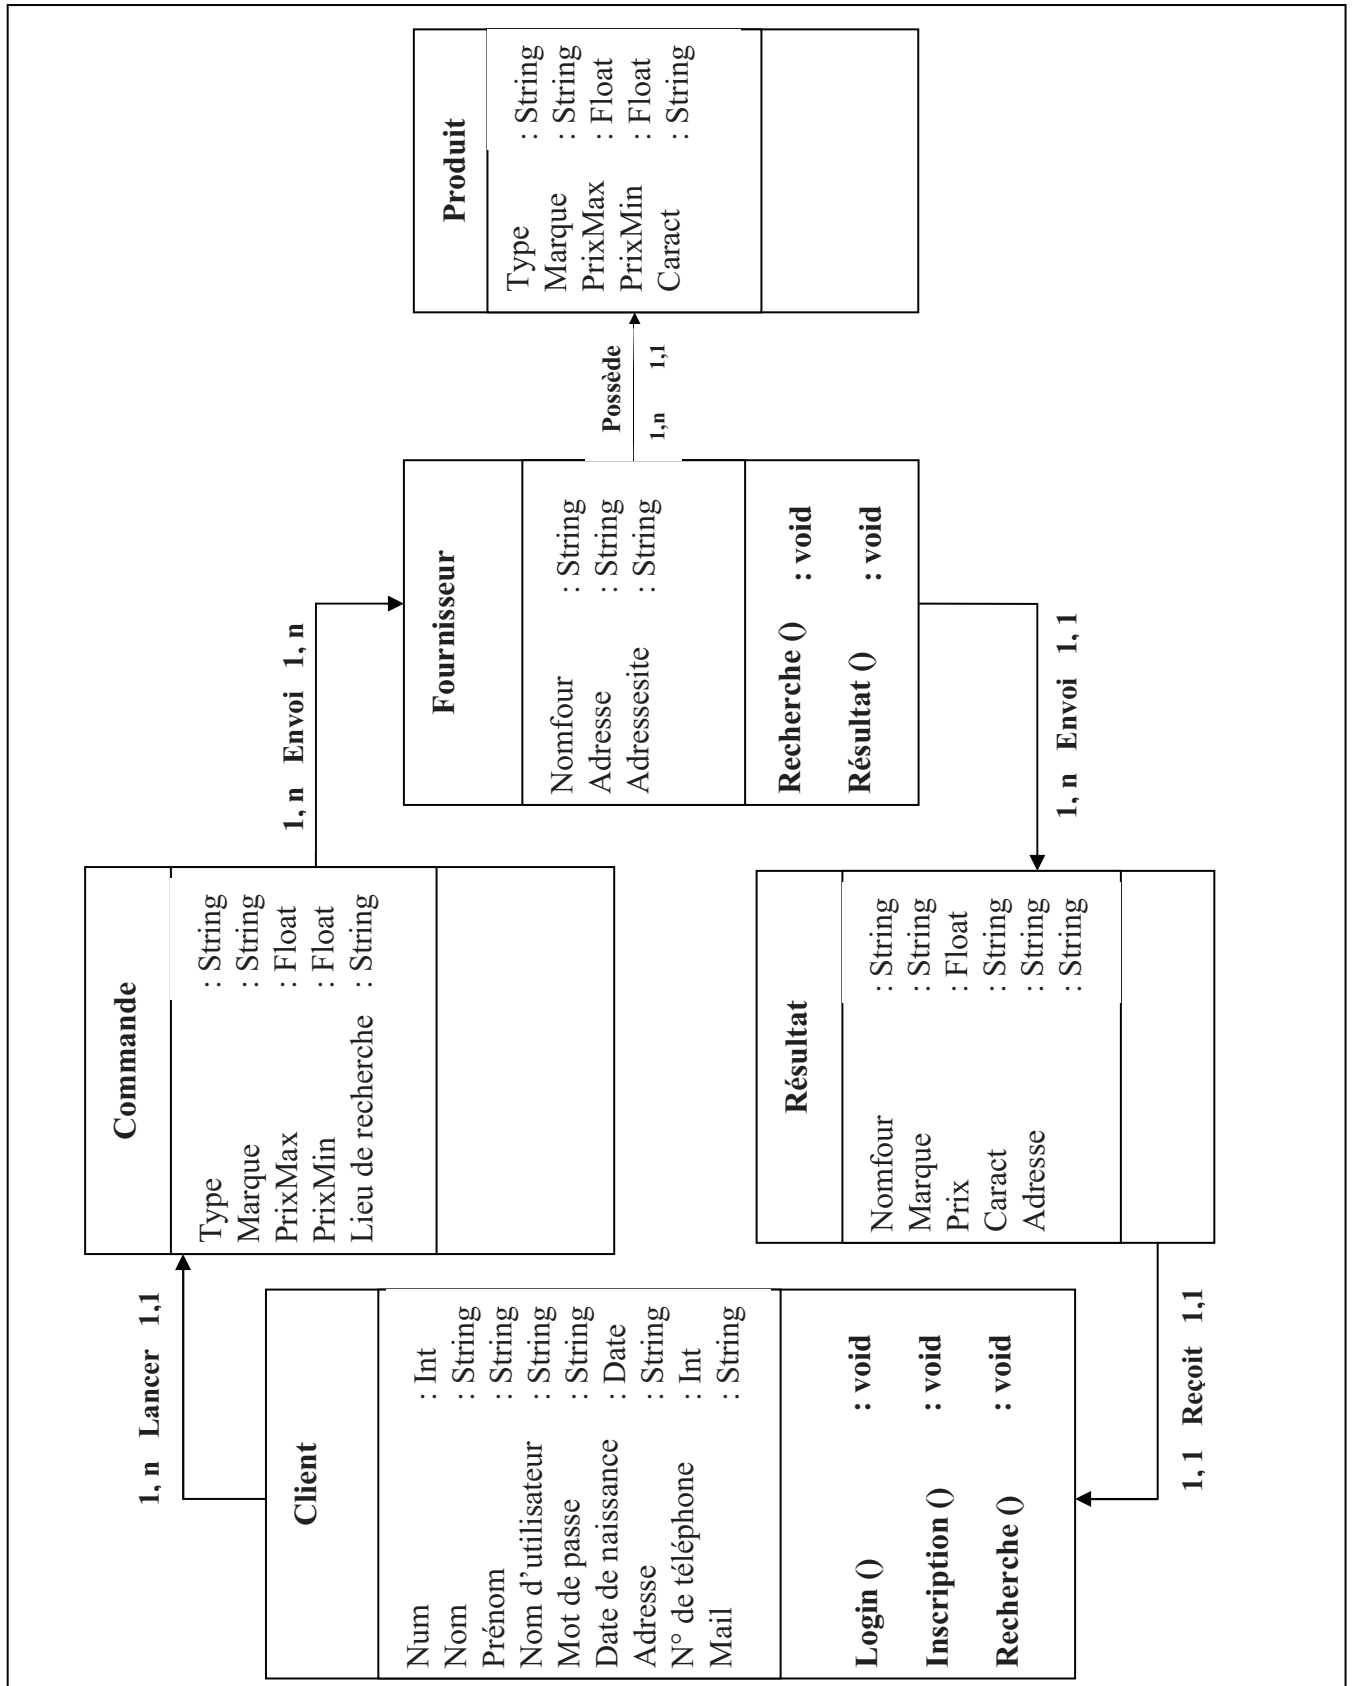 Client
Num : Int
Nom : String
Prénom : String
Nom d'utilisateur : String
Mot de passe : String
Date de naissance : Date
Adresse : String
N° de téléphone : Int
Mail : String
Login () : void
Inscription () : void
Recherche () : void
1, n Lancer 1,1
Commande
Type : String
Marque : String
PrixMax : Float
PrixMin : Float
Lieu de recherche : String
1, n Envoi 1, n
Fournisseur
Nomfour : String
Adresse : String
Adressesite : String
Recherche () : void
Résultat () : void
Possède
1,n 1,1
Produit
Type : String
Marque : String
PrixMax : Float
PrixMin : Float
Caract : String
1, n Envoi 1, 1
Résultat
Nomfour : String
Marque : String
Prix : Float
Caract : String
Adresse : String
: String
1, 1 Reçoit 1,1